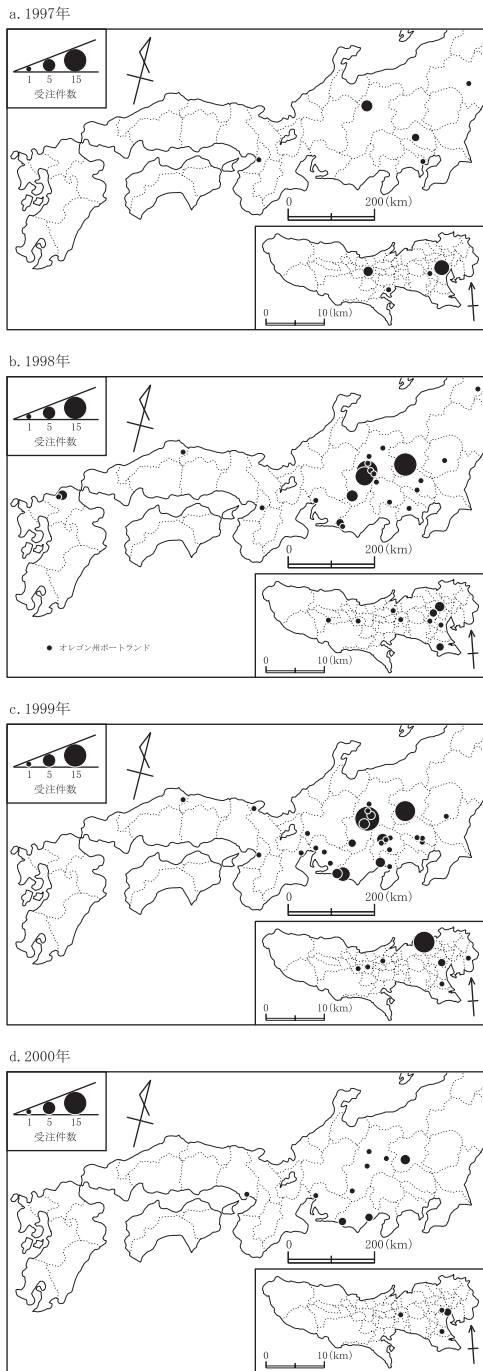 a. 1997年
1 5 15
受注件数
0 200(km)
0 10(km)
b. 1998年
1 5 15
受注件数
0 200(km)
オレゴン州ポートランド
0 10(km)
c. 1999年
1 5 15
受注件数
0 200(km)
0 10(km)
d. 2000年
1 5 15
受注件数
0 200(km)
0 10(km)